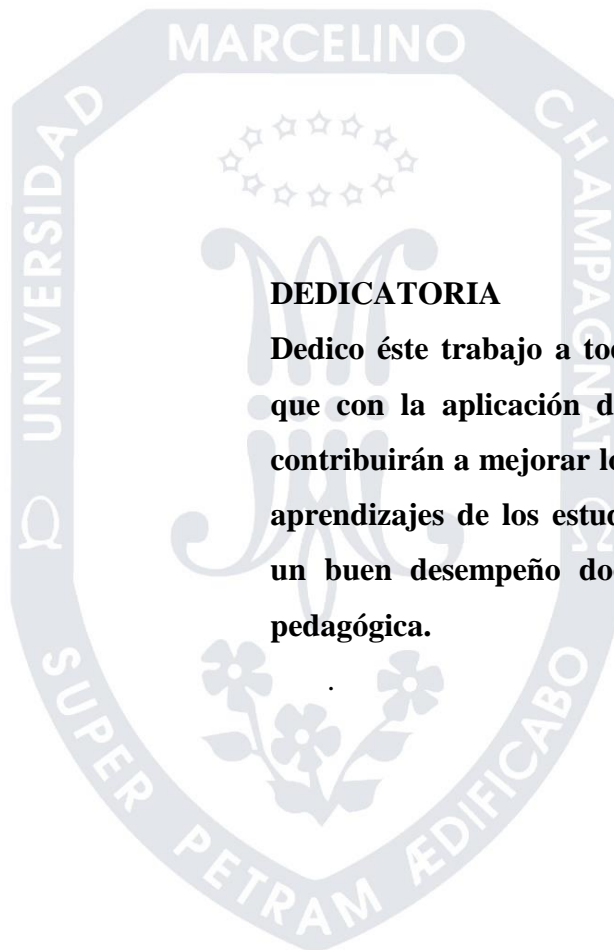 MARCELINO
UNIVERSIDAD
CHAMPAGNAT
DEDICATORIA
Dedico éste trabajo a
que con la aplicación
contribuirán a mejorar
aprendizajes de los
un buen desempeño
pedagógica.
.
SUPER PETRAM ÆDIFICABO